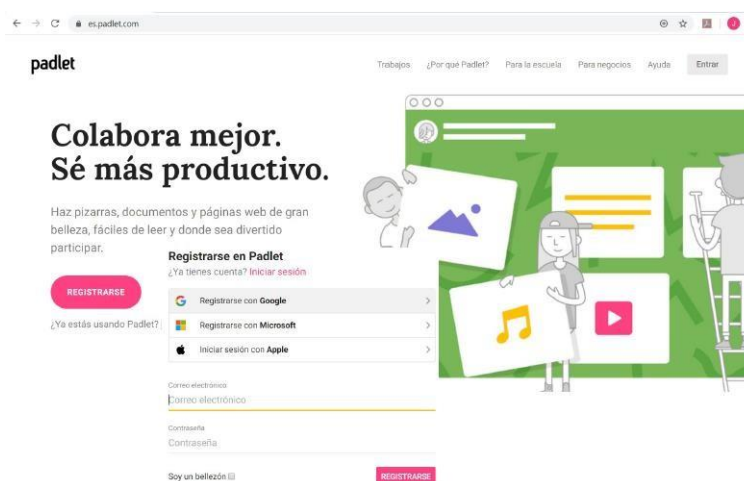 es.padlet.com
padlet
Trabajos ¿Por qué Padlet? Para la escuela Para negocios Ayuda Entrar
Colabora mejor.
Sé más productivo.
Haz pizarras, documentos y páginas web de gran
belleza, fáciles de leer y donde sea divertido
participar.
REGISTRARSE
¿Ya estás usando Padlet?
Registrarse en Padlet
¿Ya tienes cuenta? Iniciar sesión
Registrarse con Google
Registrarse con Microsoft
Iniciar sesión con Apple
Correo electrónico
Correo electrónico
Contraseña
Contraseña
Soy un bellezón
REGISTRARSE